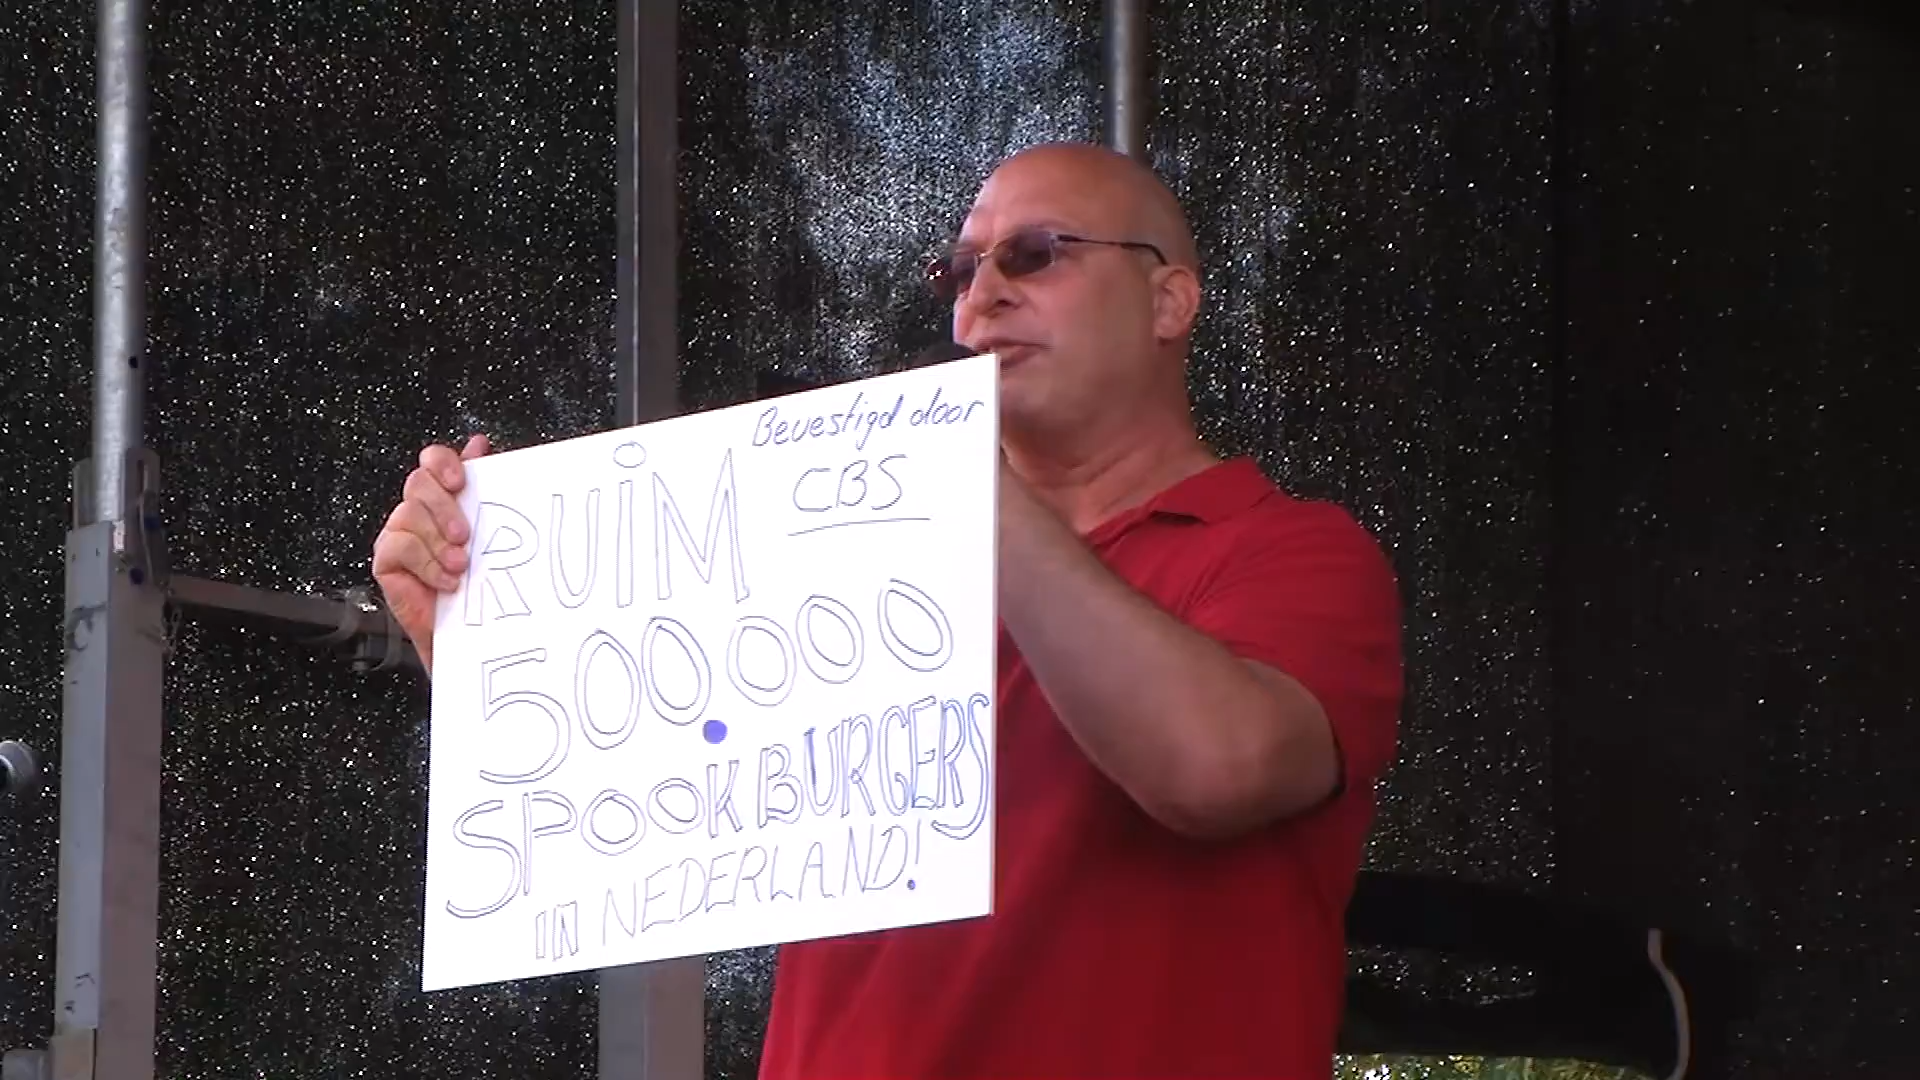 Bevestigd door
CBS
RUiM
500.000
SPOOKBURGERS
IN NEDERLAND!